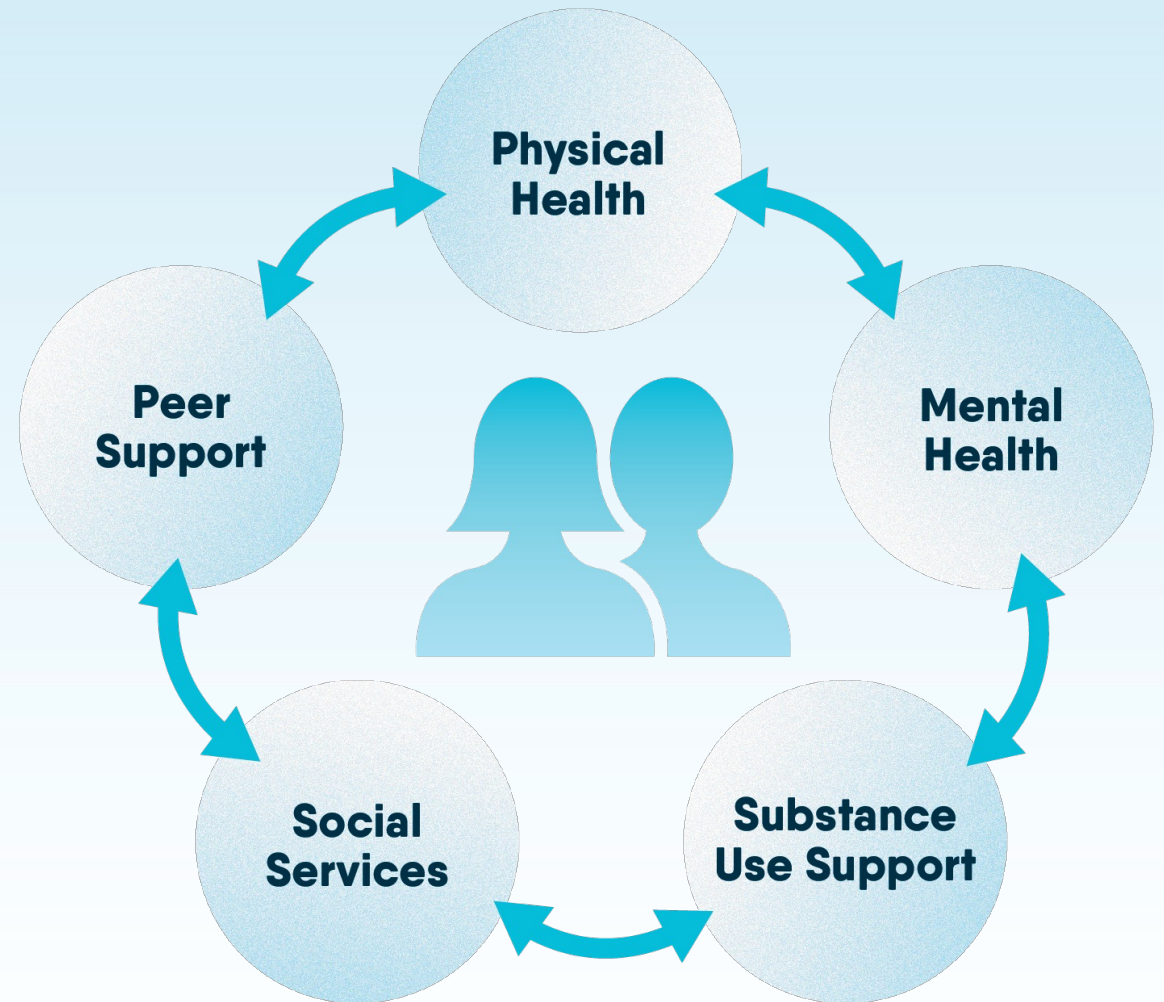 Physical
Health
Peer
Support
Mental
Health
Social
Services
Substance
Use Support